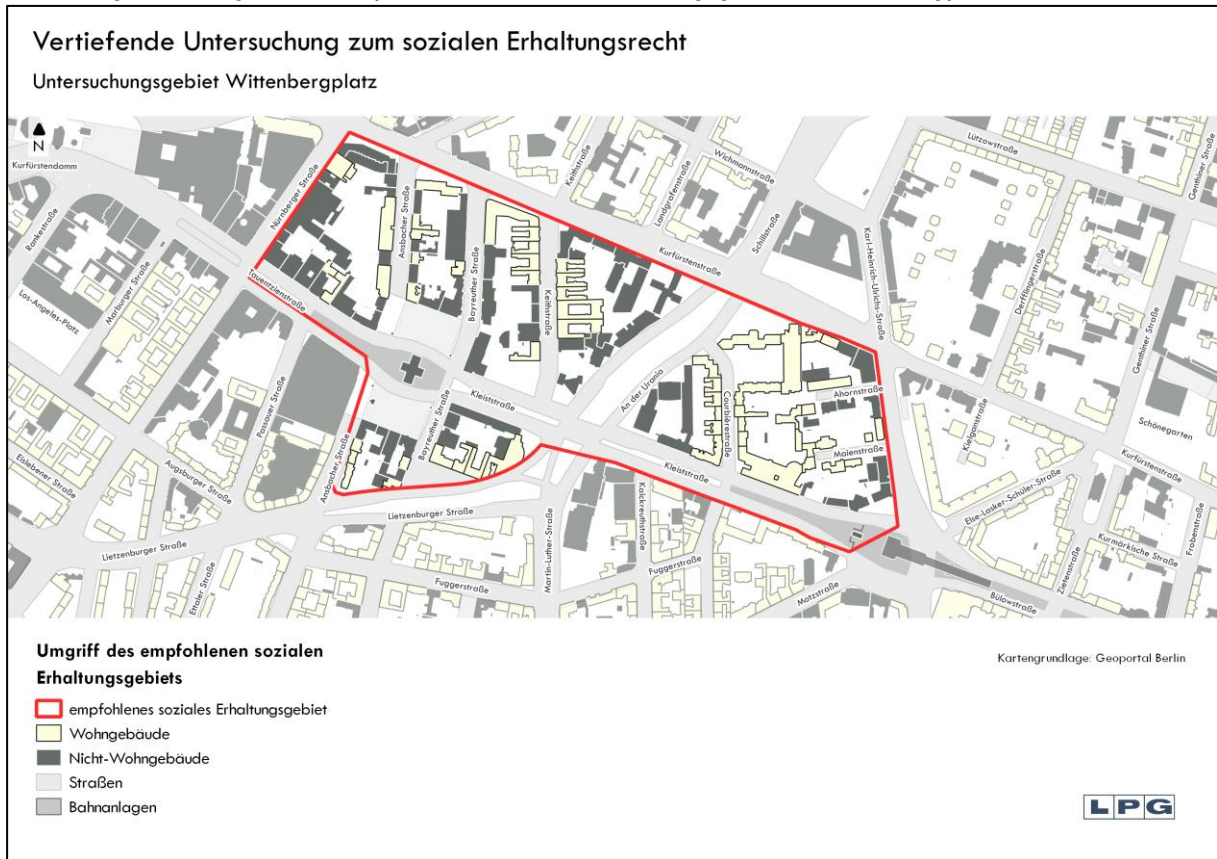 Vertiefende Untersuchung zum sozialen Erhaltungsrecht
Untersuchungsgebiet Wittenbergplatz
N
Kurfürstendamm
Rankestraße
Los-Angeles-Platz
Marburger Straße
Nürnberger Straße
Tauentzienstraße
Ansbacher Straße
Bayreuther Straße
Keithstraße
Keithstraße
Landgrafenstraße
Wichmannstraße
Schillstraße
Kurfürstenstraße
Karl-Heinrich-Ulrichs-Straße
Lützowstraße
Genthiner Straße
Derfflingerstraße
Genthiner Straße
Schönegarten
Kurfürstenstraße
Kielganstraße
Else-Lasker-Schüler-Straße
Kurmärkische Straße
Frobenstraße
Zietenstraße
Bülowstraße
Ahornstraße
Maienstraße
Courbièrestraße
An der Urania
Kleiststraße
Kleiststraße
Bayreuther Straße
Ansbacher Straße
Passauer Straße
Augsburger Straße
Eislebener Straße
Lietzenburger Straße
Lietzenburger Straße
Ettaler Straße
Fuggerstraße
Martin-Luther-Straße
Kalckreuthstraße
Fuggerstraße
Motzstraße
Umgriff des empfohlenen sozialen
Erhaltungsgebiets
empfohlenes soziales Erhaltungsgebiet
Wohngebäude
Nicht-Wohngebäude
Straßen
Bahnanlagen
Kartengrundlage: Geoportal Berlin
LPG